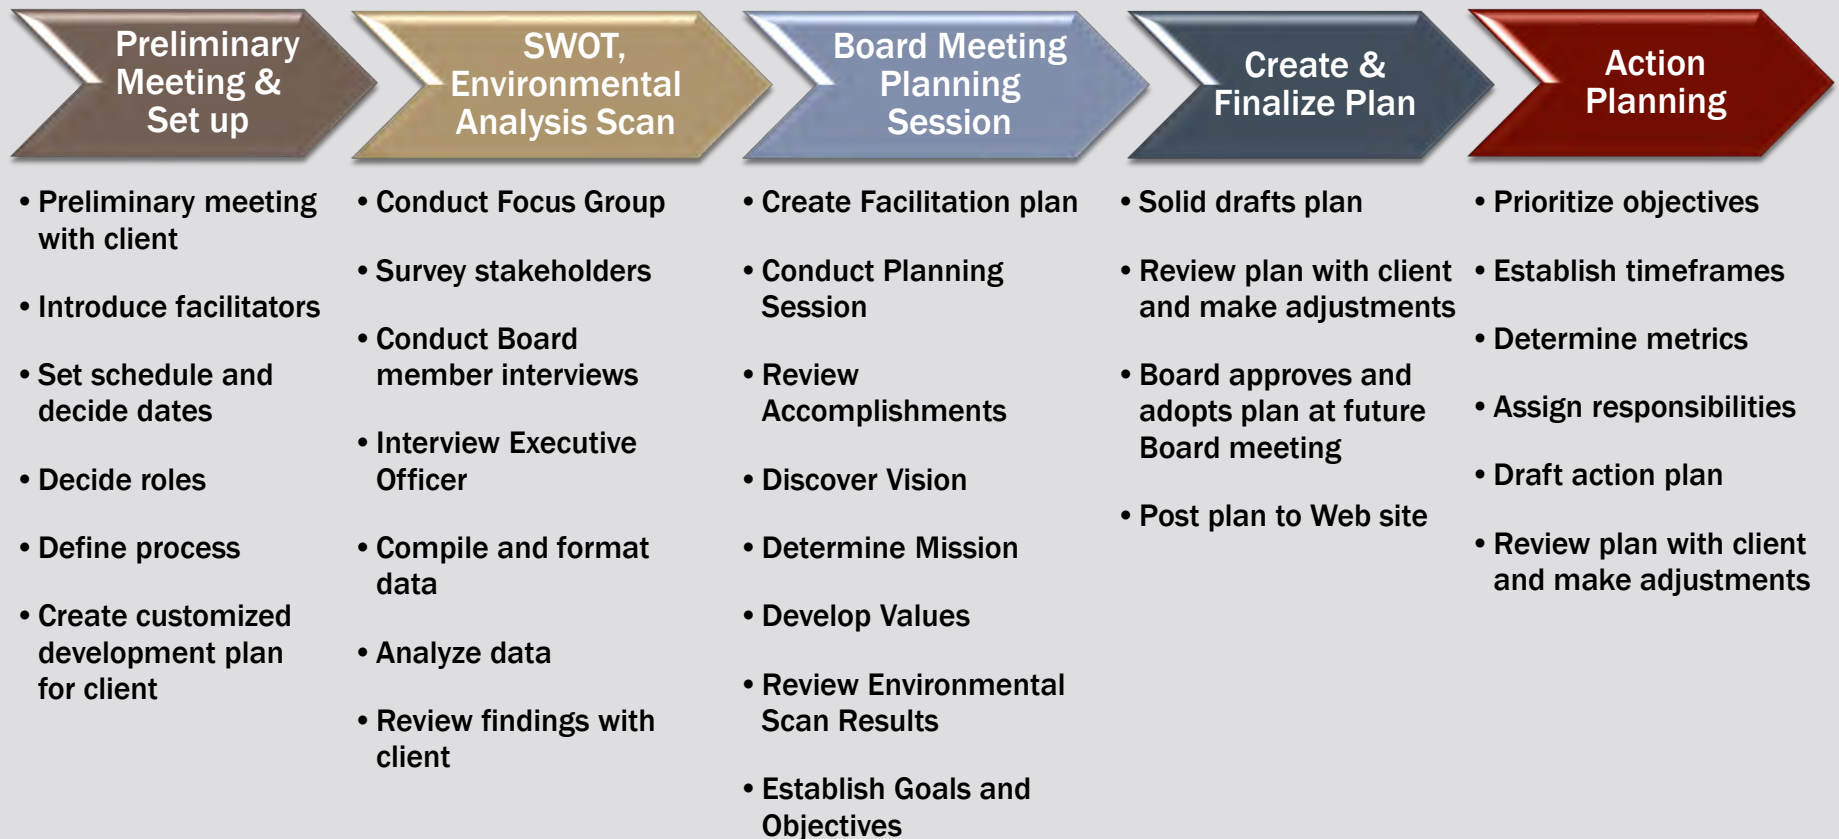 Preliminary
Meeting &
Set up
• Preliminary meeting
with client
• Introduce facilitators
• Set schedule and
decide dates
• Decide roles
• Define process
• Create customized
development plan
for client
SWOT,
Environmental
Analysis Scan
• Conduct Focus Group
• Survey stakeholders
• Conduct Board
member interviews
• Interview Executive
Officer
• Compile and format
data
• Analyze data
• Review findings with
client
Board Meeting
Planning
Session
• Create Facilitation plan
• Conduct Planning
Session
• Review
Accomplishments
• Discover Vision
• Determine Mission
• Develop Values
• Review Environmental
Scan Results
• Establish Goals and
Objectives
Create &
Finalize Plan
• Solid drafts plan
• Review plan with client
and make adjustments
• Board approves and
adopts plan at future
Board meeting
• Post plan to Web site
Action
Planning
• Prioritize objectives
• Establish timeframes
• Determine metrics
• Assign responsibilities
• Draft action plan
• Review plan with client
and make adjustments